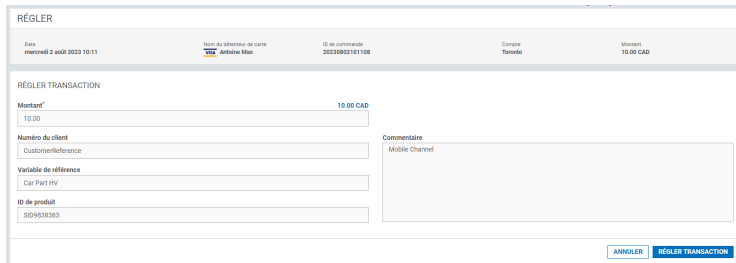 RÉGLER
Date
Nom du détenteur de carte
ID de commande
Compte
Montant
mercredi 2 août 2023 10:11
VISA Antoine Mas
20230802101108
Toronto
10.00 CAD
RÉGLER TRANSACTION
Montant*
10.00 CAD
10.00
Numéro du client
CustomerReference
Variable de référence
Car Part HV
ID de produit
SID9838383
Commentaire
Mobile Channel
ANNULER
RÉGLER TRANSACTION